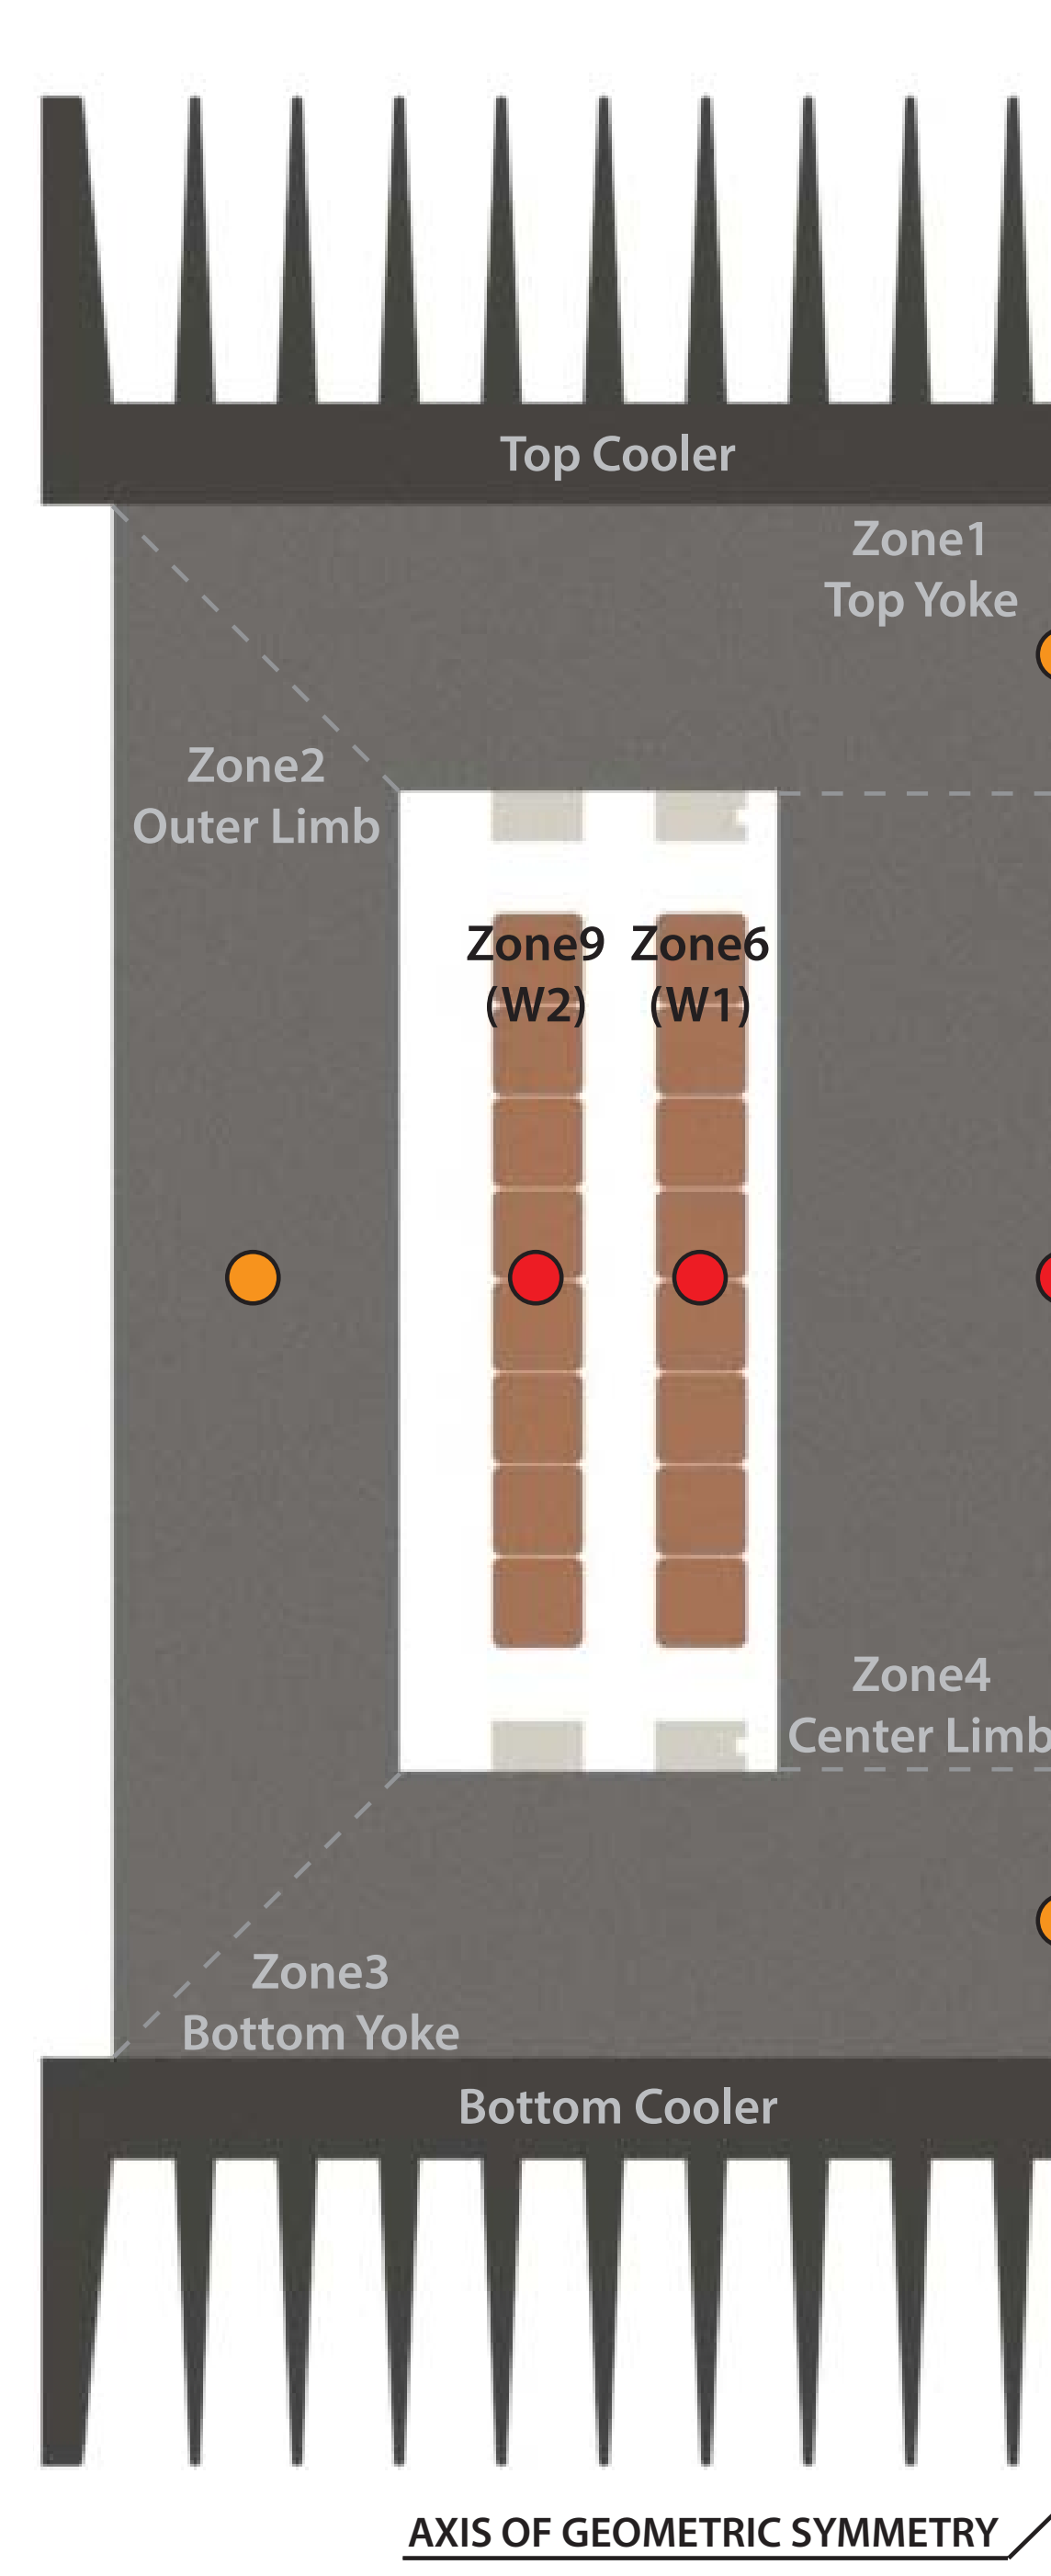 Top Cooler
Zone1
Top Yoke
Zone2
Outer Limb
Zone9
(W2)
Zone6
(W1)
Zone4
Center Limb
Zone3
Bottom Yoke
Bottom Cooler
AXIS OF GEOMETRIC SYMMETRY